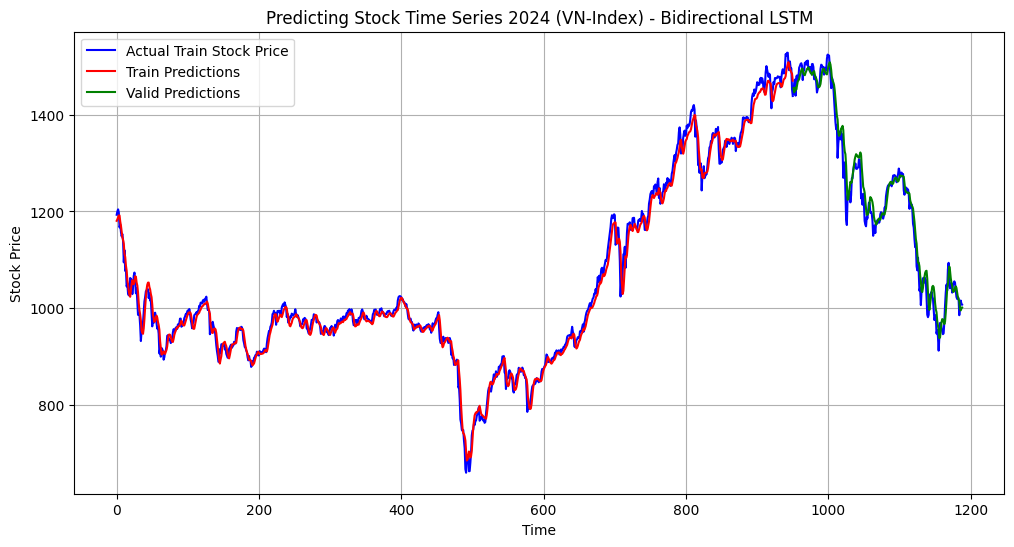 Predicting Stock Time Series 2024 (VN-Index) - Bidirectional LSTM
Actual Train Stock Price
Train Predictions
Valid Predictions
Stock Price
1400
1200
1000
800
0 200 400 600 800 1000 1200
Time